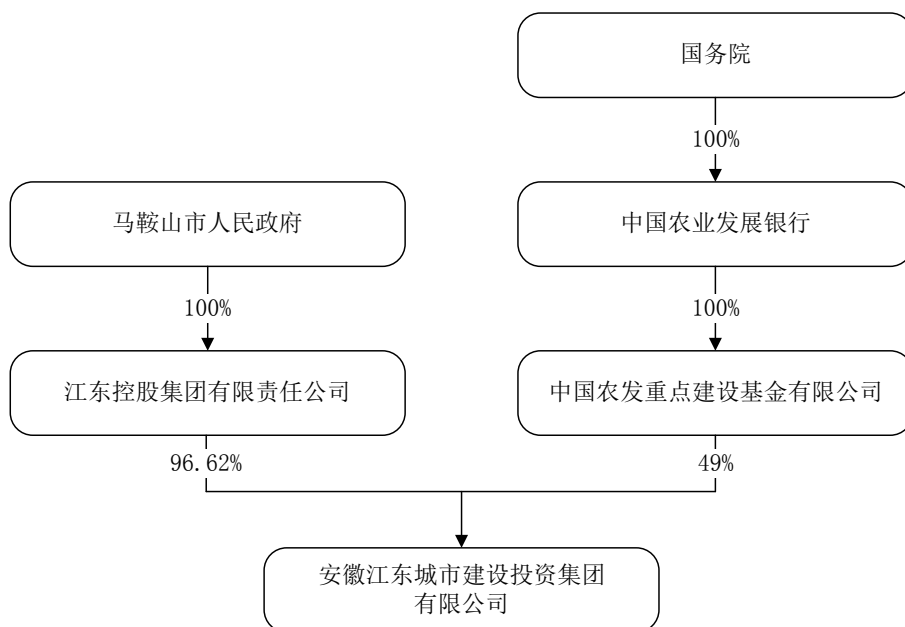 国务院
100%
马鞍山市人民政府
中国农业发展银行
100%
100%
江东控股集团有限责任公司
中国农发重点建设基金有限公司
96.62%
49%
安徽江东城市建设投资集团
有限公司